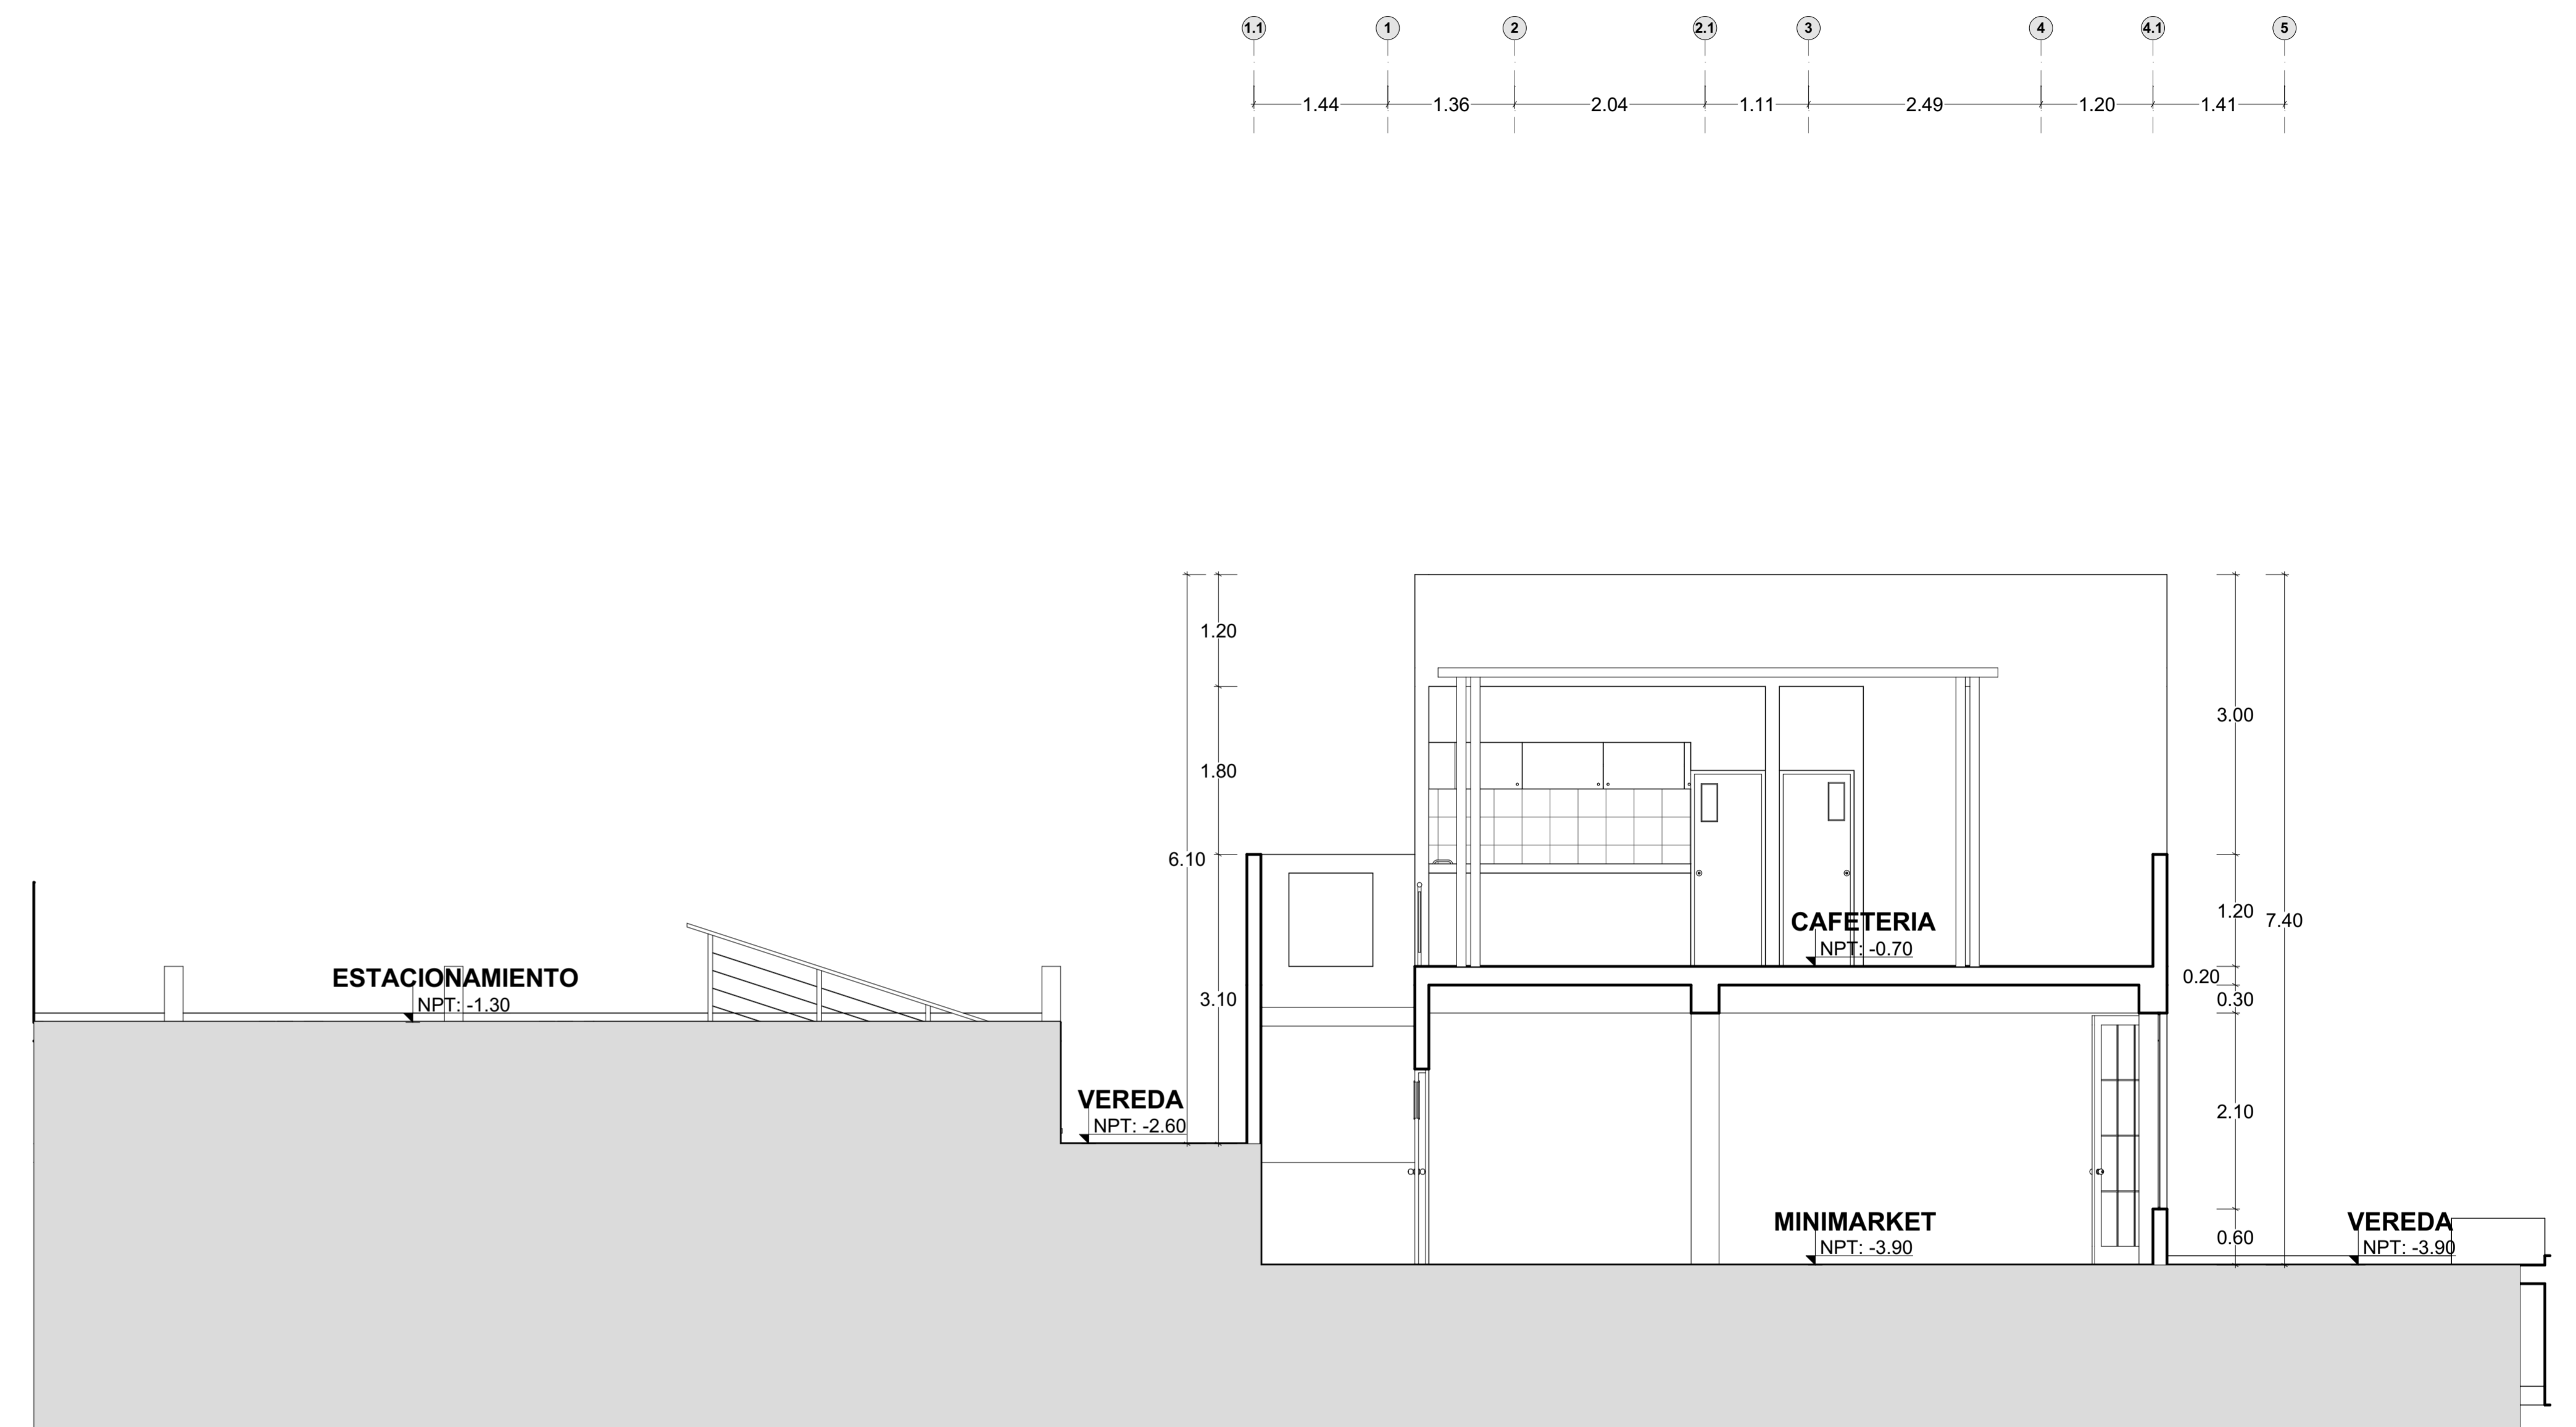 1.1 1 2 2.1 3 4 4.1 5
1.44 1.36 2.04 1.11 2.49 1.20 1.41
1.20
3.00
1.80
6.10
1.20
7.40
CAFETERIA
NPT: -0.70
0.20
0.30
ESTACIONAMIENTO
NPT: -1.30
3.10
VEREDA
NPT: -2.60
2.10
MINIMARKET
NPT: -3.90
0.60
VEREDA
NPT: -3.90